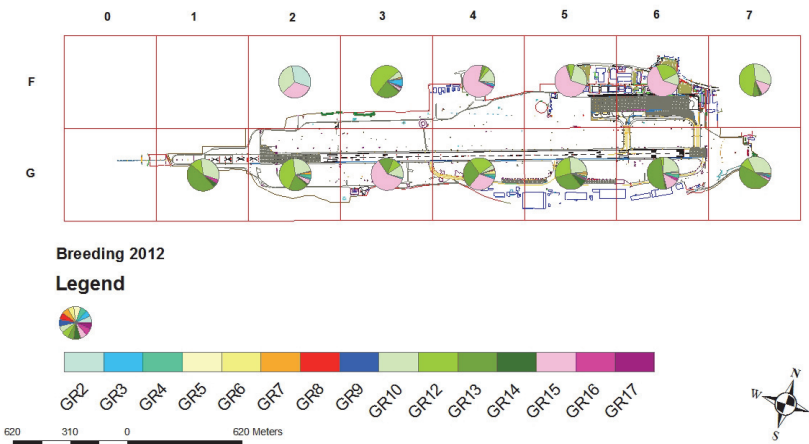 0 1 2 3 4 5 6 7
F
G
Breeding 2012
Legend
GR2 GR3 GR4 GR5 GR6 GR7 GR8 GR9 GR10 GR12 GR13 GR14 GR15 GR16 GR17
620 310 0 620 Meters
N
W E
S